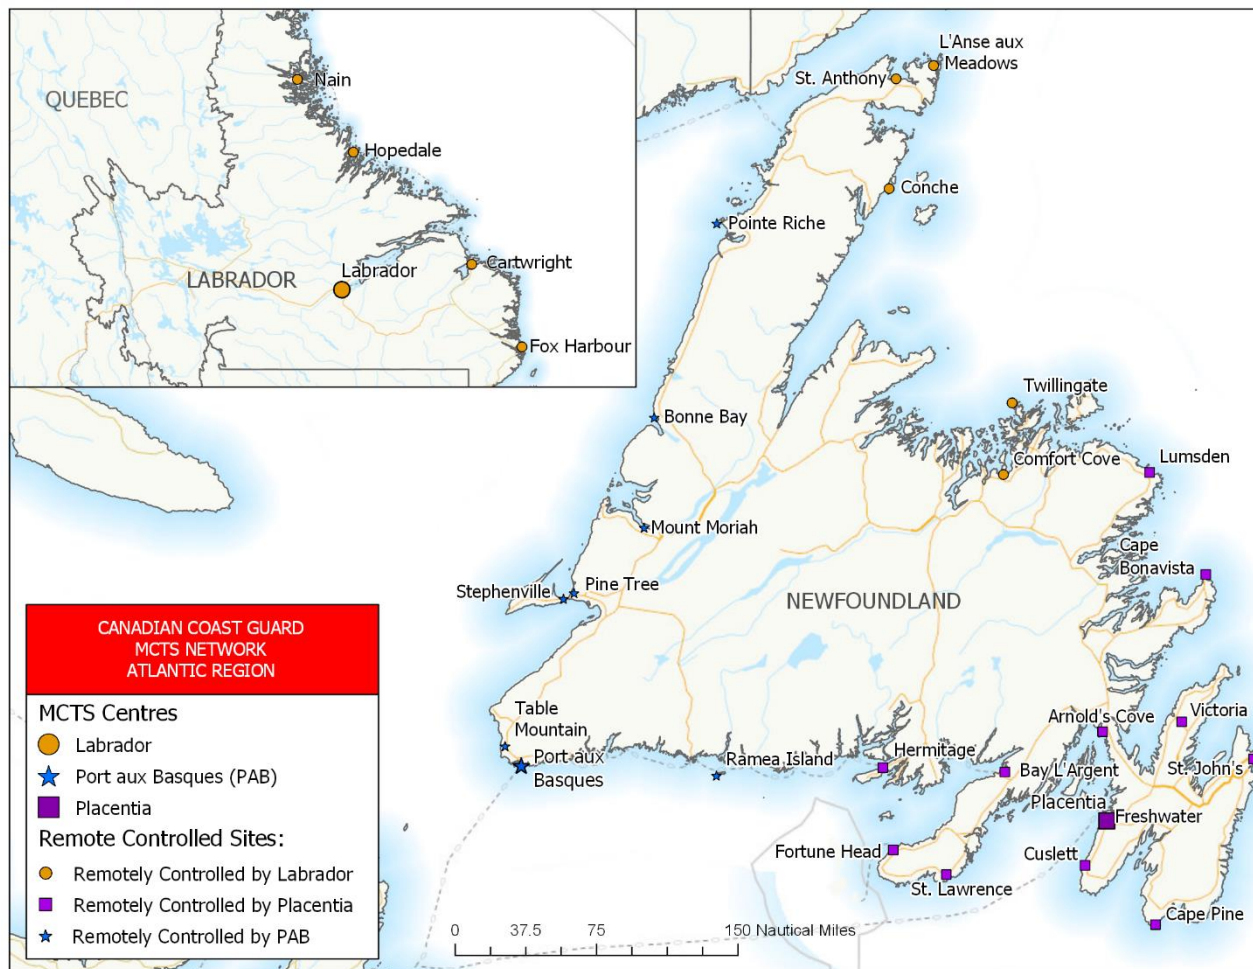 L'Anse aux
Meadows
St. Anthony
Nain
QUEBEC
Hopedale
Conche
Pointe Riche
Cartwright
Labrador
LABRADOR
Fox Harbour
Twillingate
Bonne Bay
Comfort Cove
Lumsden
Mount Moriah
Cape
Bonavista
Pine Tree
Stephenville
NEWFOUNDLAND
CANADIAN COAST GUARD
MCTS NETWORK
ATLANTIC REGION
MCTS Centres
Labrador
Port aux Basques (PAB)
Placentia
Remote Controlled Sites:
Remotely Controlled by Labrador
Remotely Controlled by Placentia
Remotely Controlled by PAB
Table
Mountain
Port aux
Basques
Ramea Island
Hermitage
Arnold's Cove
Victoria
Bay L'Argent
St. John's
Placentia
Freshwater
Fortune Head
Cuslett
St. Lawrence
Cape Pine
0 37.5 75 150 Nautical Miles